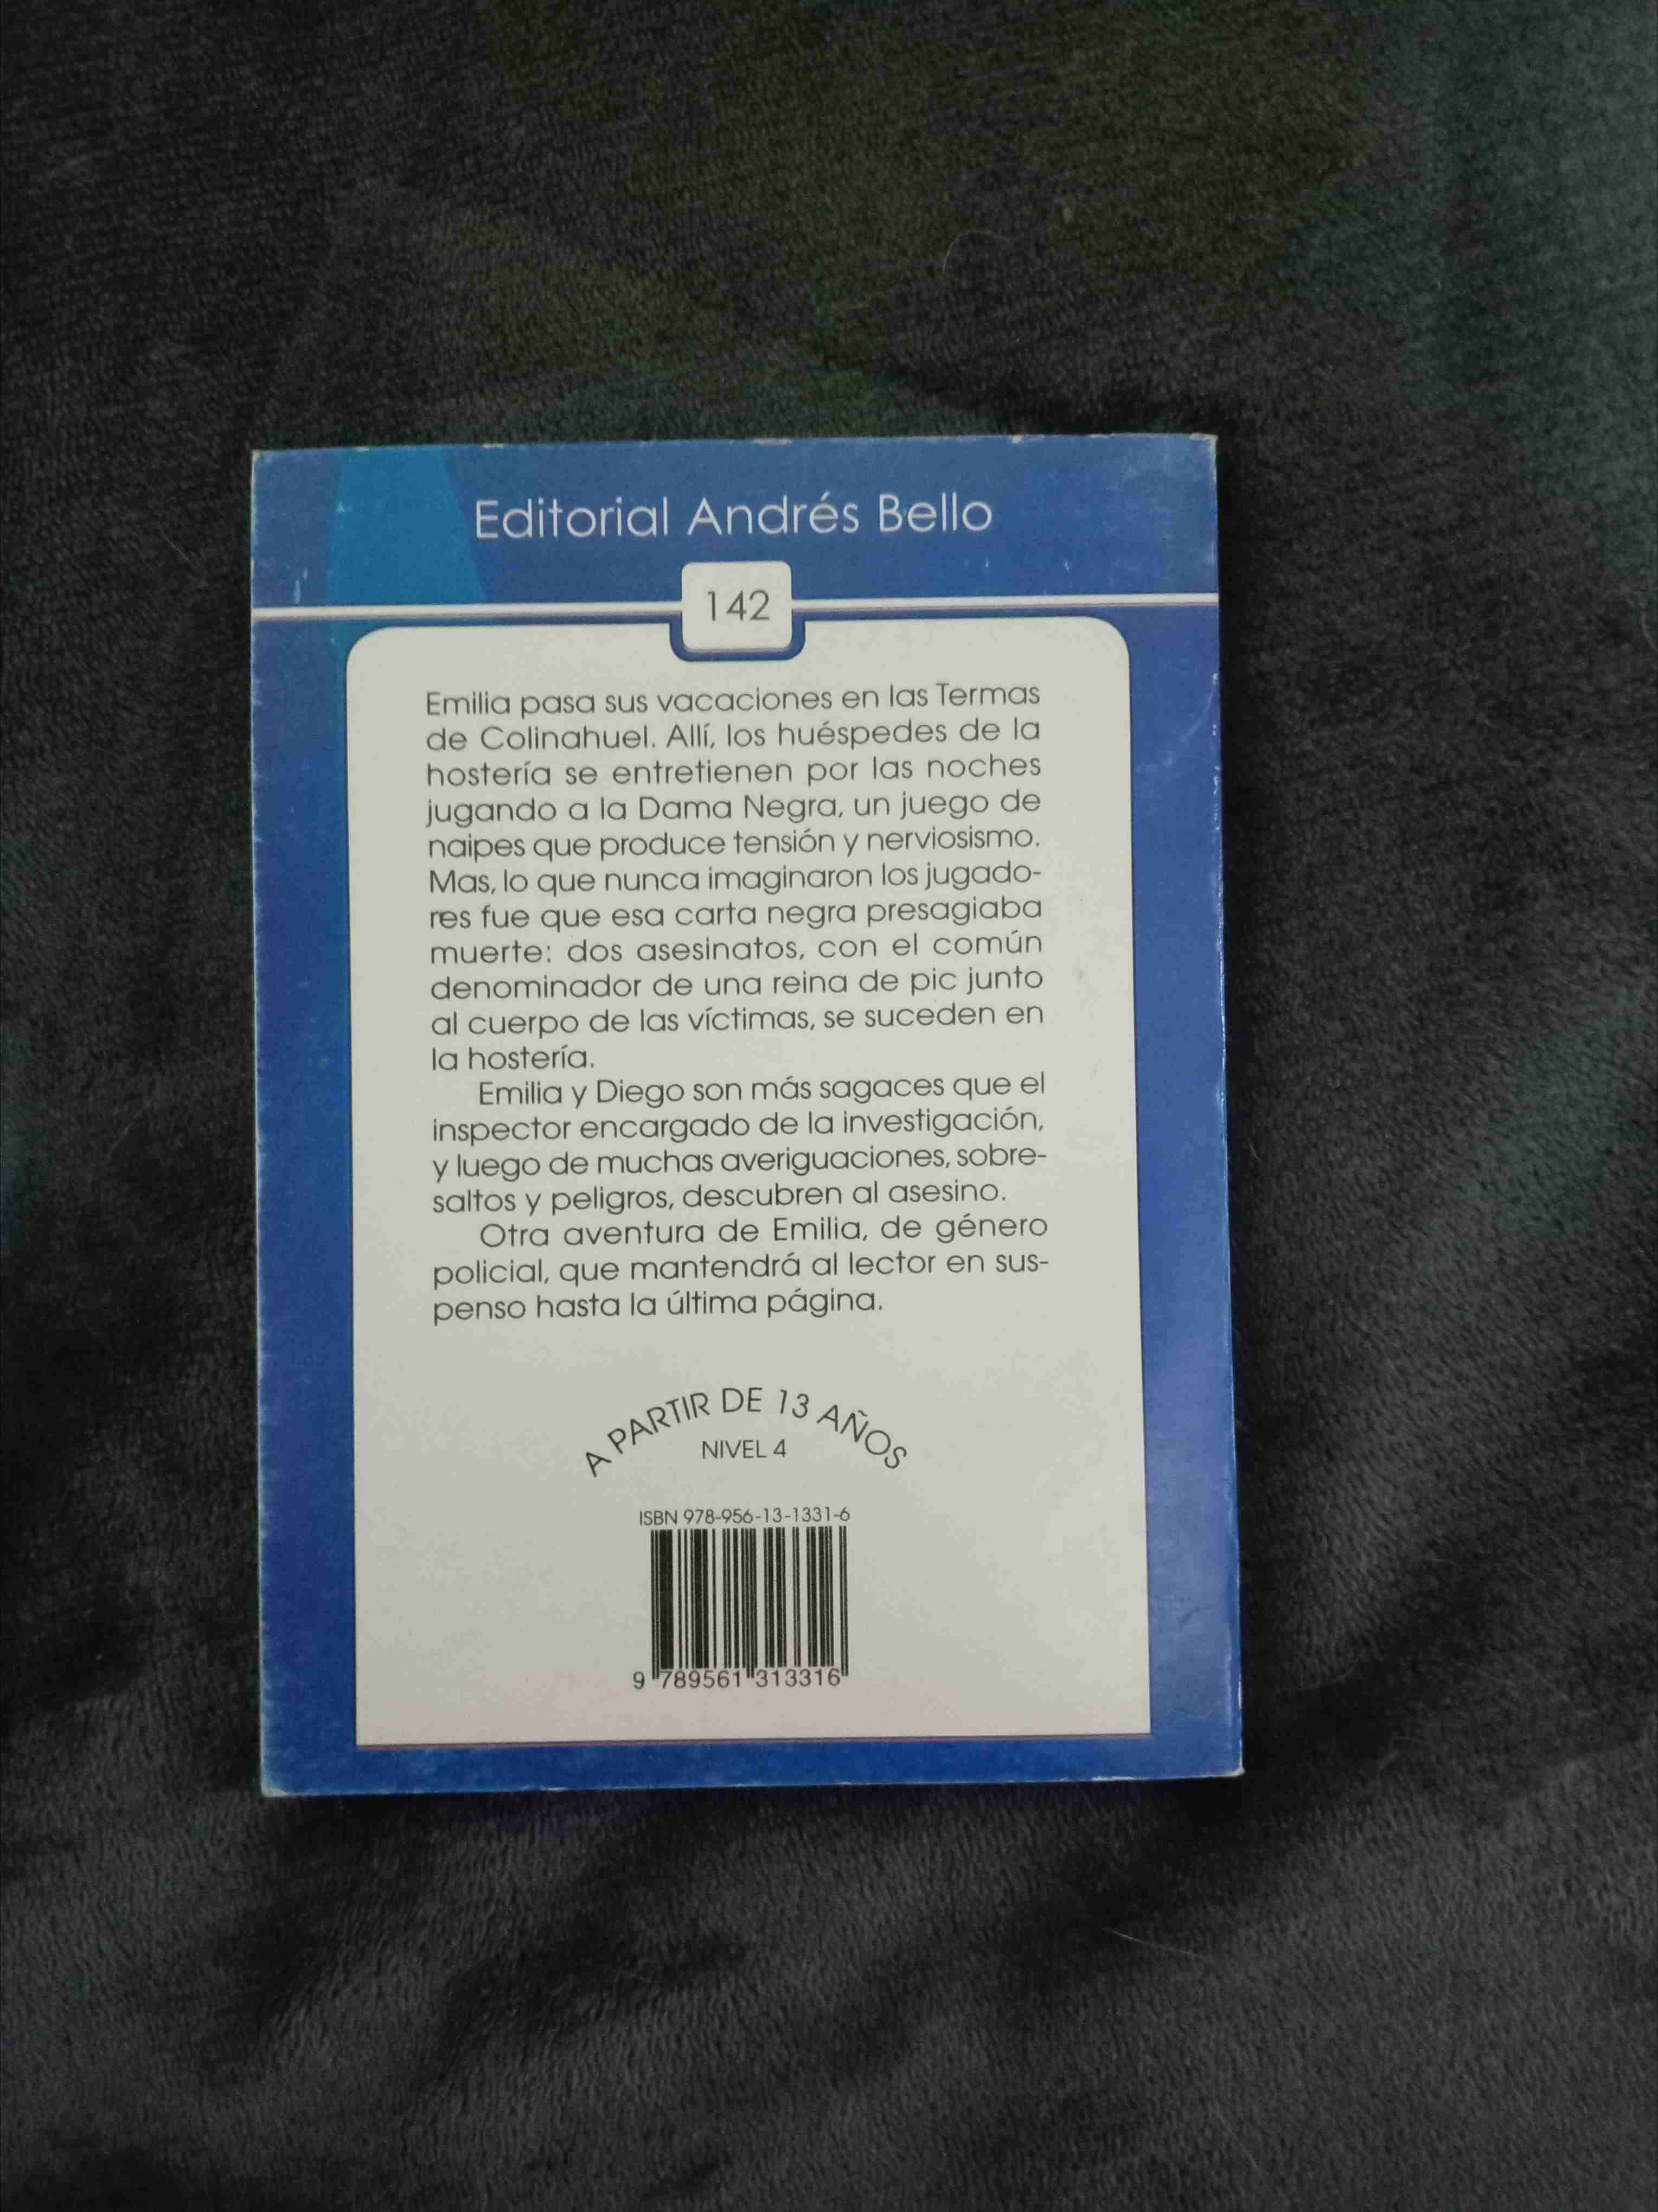 Editorial Andrés Bello
142
Emilia pasa sus vacaciones en las Termas
de Colinahuel. Allí, los huéspedes de la
hostería se entretienen por las noches
jugando a la Dama Negra, un juego de
naipes que produce tensión y nerviosismo.
Mas, lo que nunca imaginaron los jugado-
res fue que esa carta negra presagiaba
muerte: dos asesinatos, con el común
denominador de una reina de pic junto
al cuerpo de las víctimas, se suceden en
la hostería.
Emilia y Diego son más sagaces que el
inspector encargado de la investigación,
y luego de muchas averiguaciones, sobre-
saltos y peligros, descubren al asesino.
Otra aventura de Emilia, de género
policial, que mantendrá al lector en sus-
penso hasta la última página.
A PARTIR DE 13 AÑOS
NIVEL 4
ISBN 978-956-13-1331-6
9 789561 313316